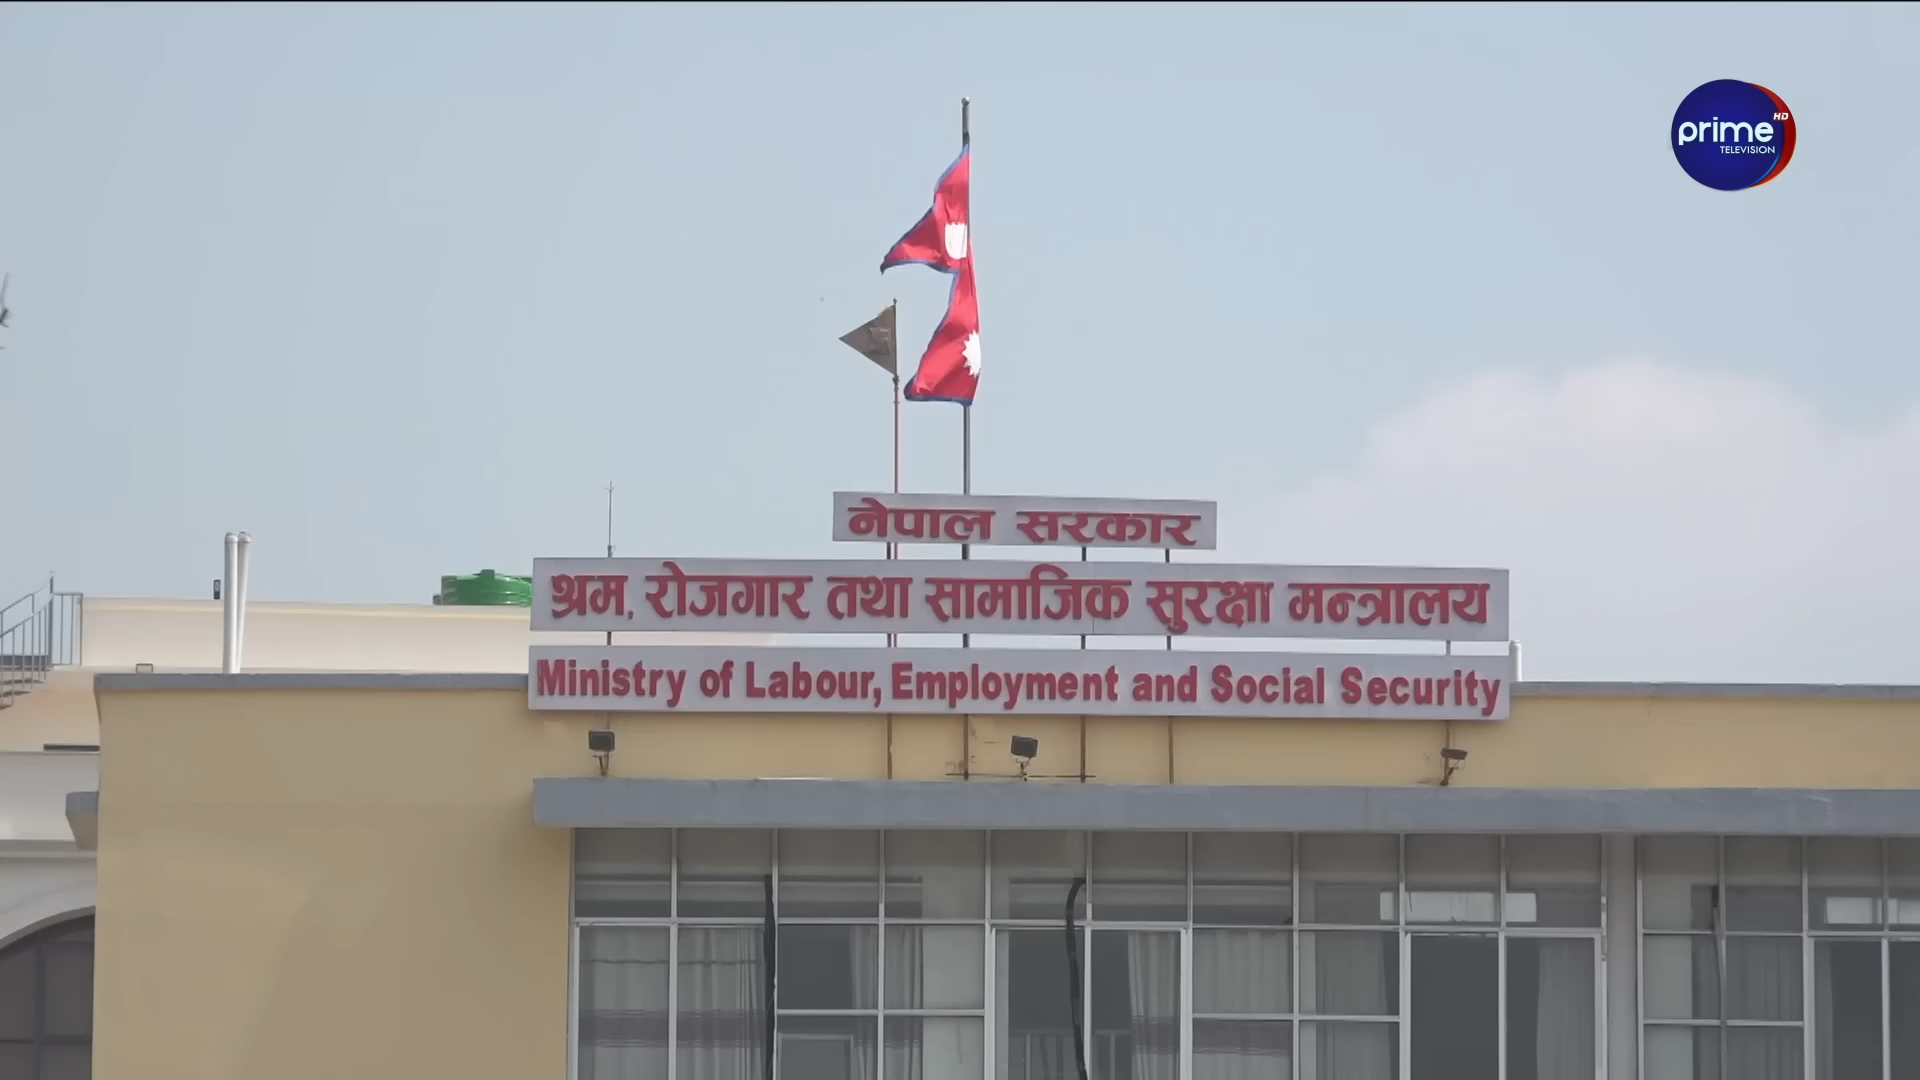 prime HD
TELEVISION
नेपाल सरकार
श्रम, रोजगार तथा सामाजिक सुरक्षा मन्त्रालय
Ministry of Labour, Employment and Social Security